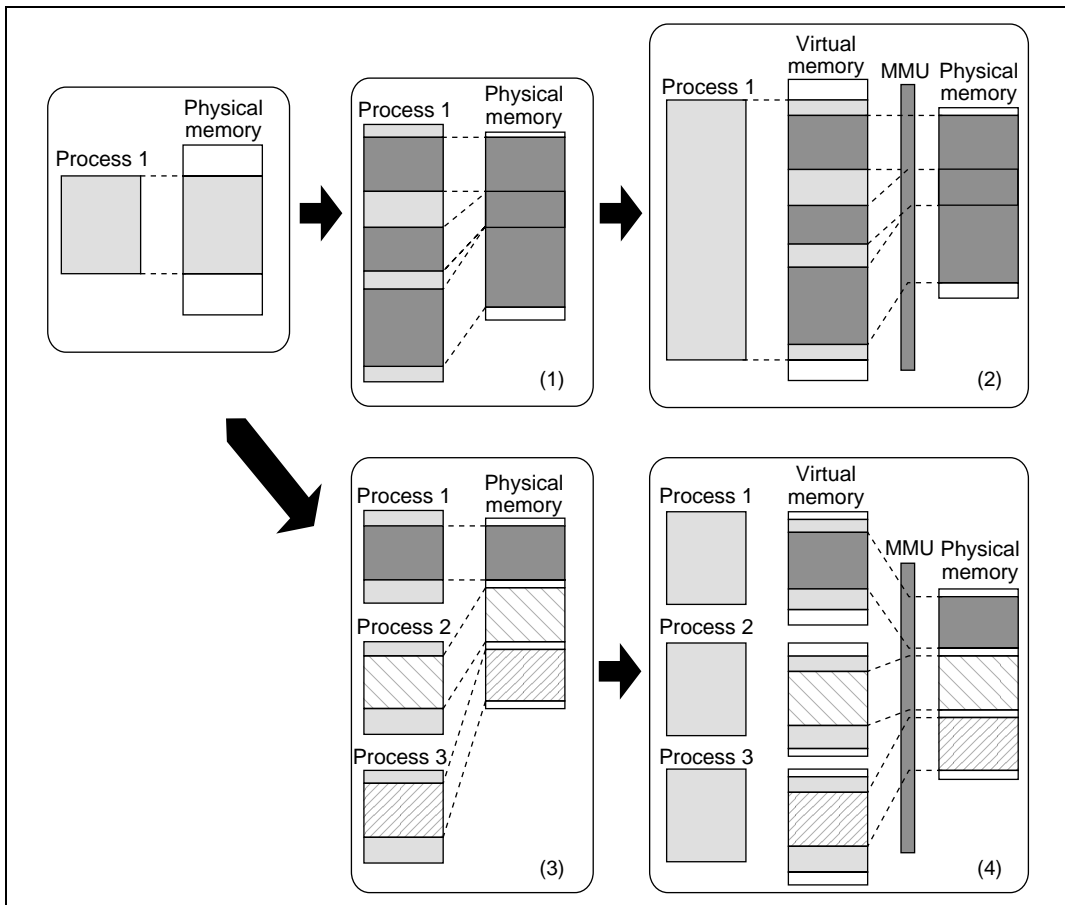 Physical
memory
Process 1
Process 1
Physical
memory
(1)
Process 1
Virtual
memory
MMU
Physical
memory
(2)
Process 1
Physical
memory
Process 2
Process 3
(3)
Process 1
Virtual
memory
MMU
Physical
memory
Process 2
Process 3
(4)